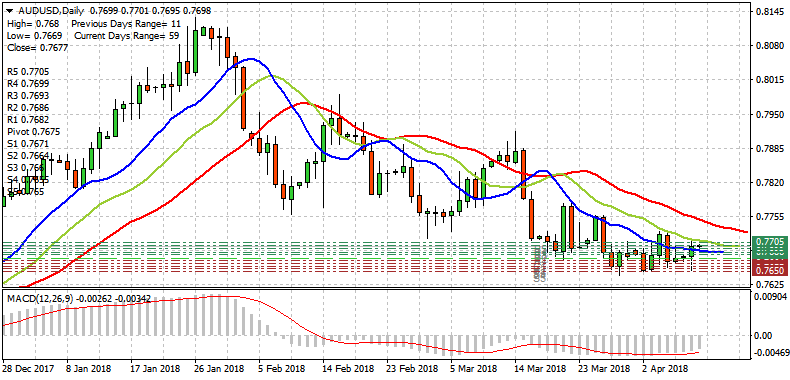 AUDUSD,Daily 0.7699 0.7701 0.7695 0.7698
High= 0.768 Previous Days Range= 11
Low= 0.7669 Current Days Range= 59
Close= 0.7677
R5 0.7705
R4 0.7699
R3 0.7693
R2 0.7686
R1 0.7682
Pivot 0.7675
S1 0.7671
S2 0.7664
S3
S4
0.765
0.8145
0.8080
0.8015
0.7950
0.7885
0.7820
0.7755
0.7705
0.7650
0.7625
MACD(12,26,9) -0.00262 -0.00342
0.00904
0.00
-0.00469
28 Dec 2017
8 Jan 2018
17 Jan 2018
26 Jan 2018
5 Feb 2018
14 Feb 2018
23 Feb 2018
5 Mar 2018
14 Mar 2018
23 Mar 2018
2 Apr 2018